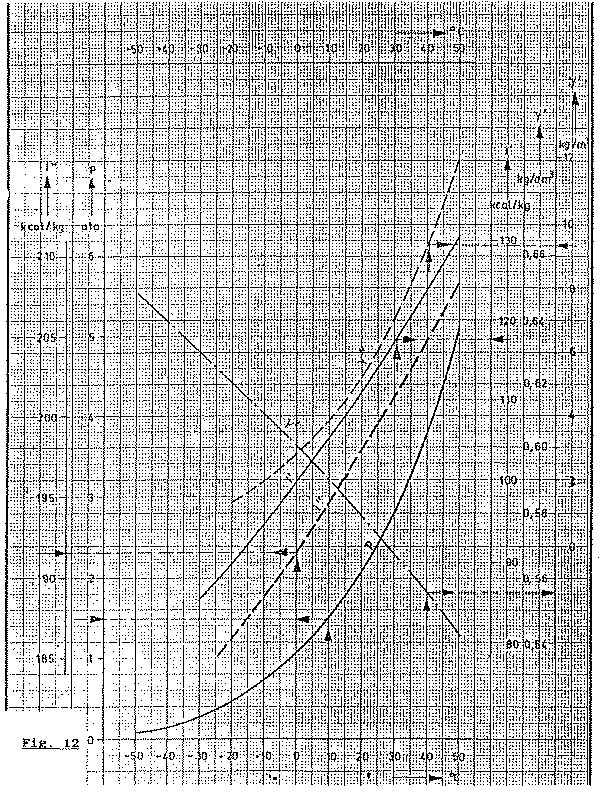 -50 -40 -30 -20 -10 0 10 20 30 40 50
γ'
kg/m³
12
kg/dm³
i"
P
i'
kcal/kg
kcal/kg ata
10
210 6 130 0,66
8
205 5 120 0,64
6
0,62
200 4 110 4
0,60
195 3 100 2
0,58
190 2 90 0,56 0
185 1 80 0,54
P
Fig. 12
0
-50 -40 -30 -20 -10 0 10 20 30 40 50
°C